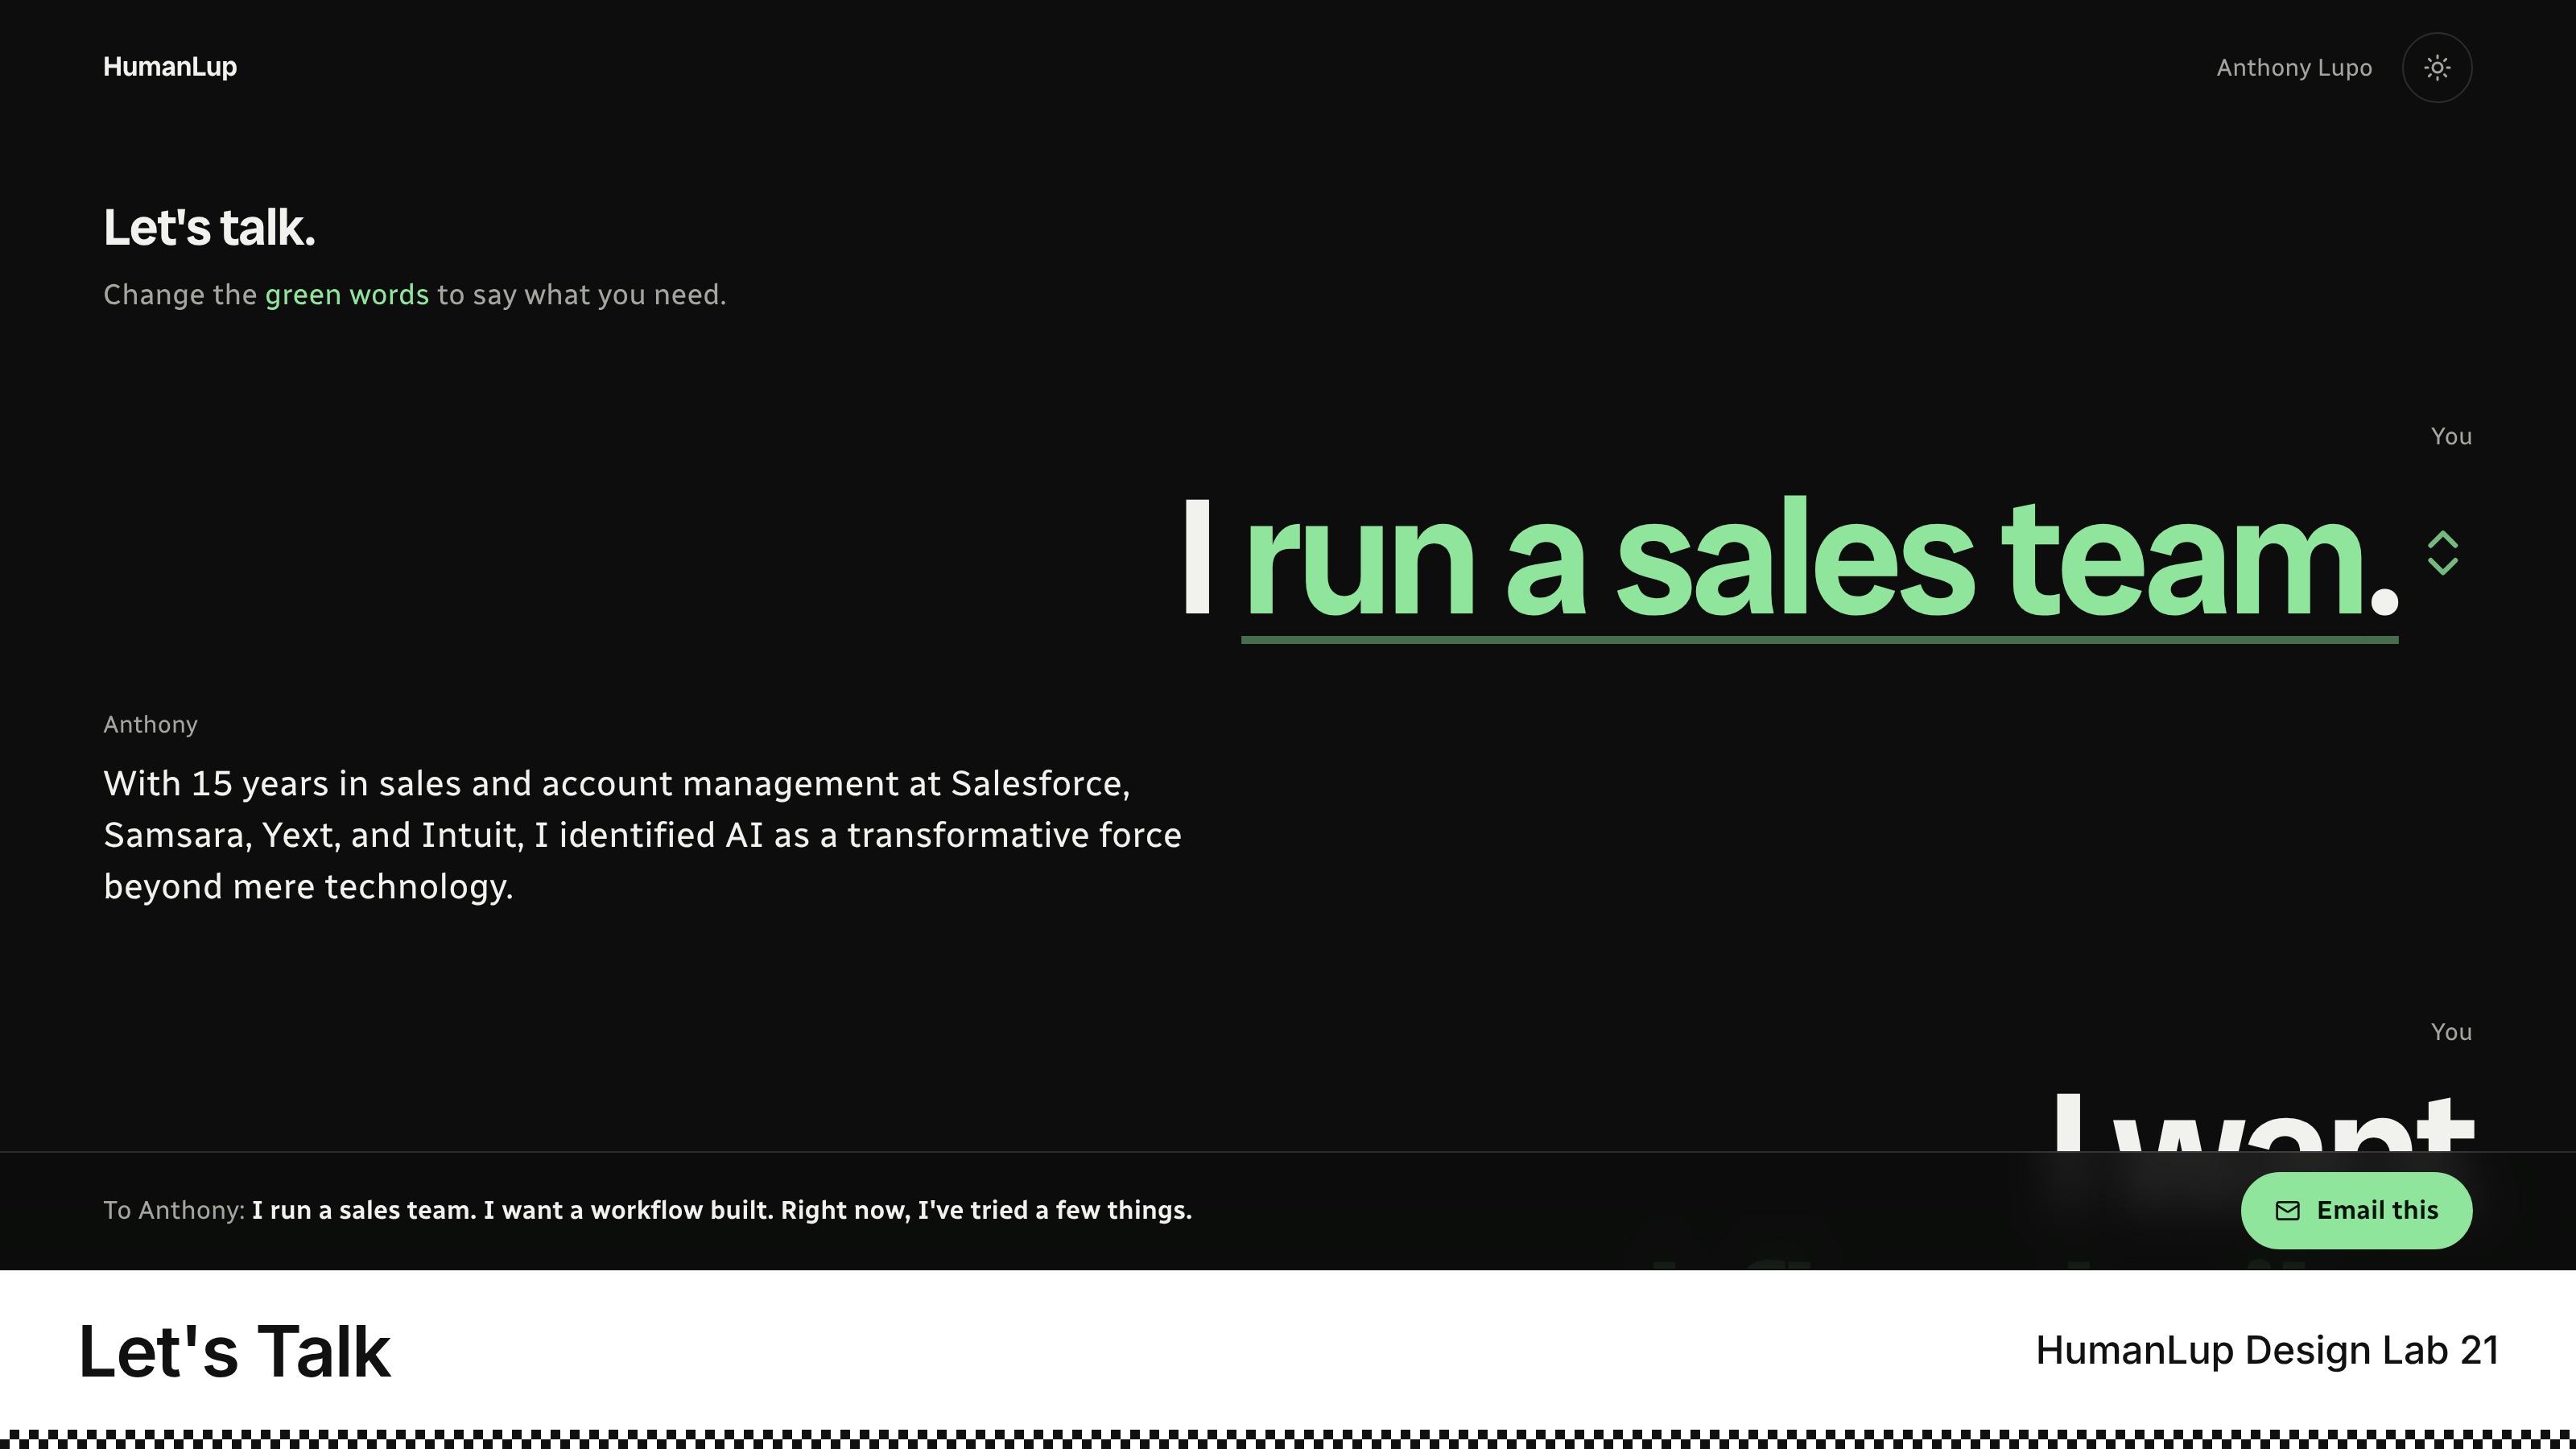 HumanLup
Anthony Lupo
Let's talk.
Change the green words to say what you need.
You
I run a sales team.
Anthony
With 15 years in sales and account management at Salesforce,
Samsara, Yext, and Intuit, I identified AI as a transformative force
beyond mere technology.
You
I want
To Anthony: I run a sales team. I want a workflow built. Right now, I've tried a few things.
Email this
Let's Talk
HumanLup Design Lab 21